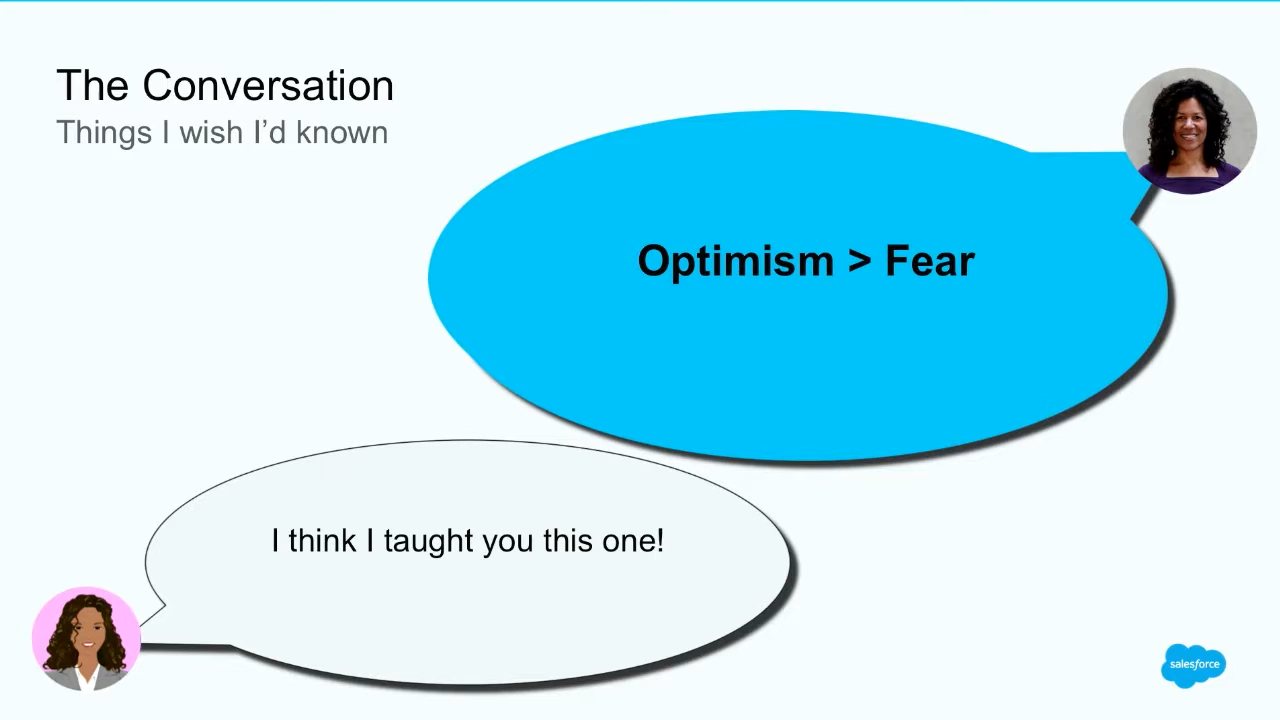 The Conversation
Things I wish I’d known
Optimism > Fear
I think I taught you this one!
salesforce